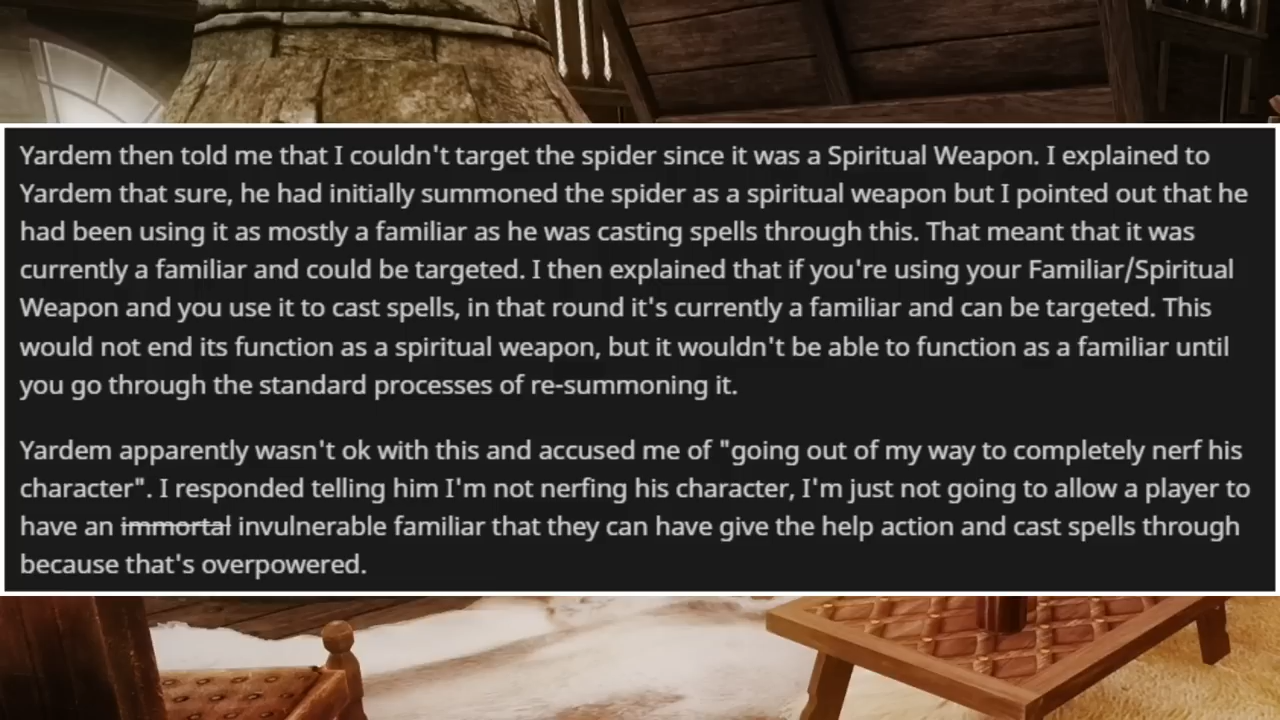 Yardem then told me that I couldn't target the spider since it was a Spiritual Weapon. I explained to
Yardem that sure, he had initially summoned the spider as a spiritual weapon but I pointed out that he
had been using it as mostly a familiar as he was casting spells through this. That meant that it was
currently a familiar and could be targeted. I then explained that if you're using your Familiar/Spiritual
Weapon and you use it to cast spells, in that round it's currently a familiar and can be targeted. This
would not end its function as a spiritual weapon, but it wouldn't be able to function as a familiar until
you go through the standard processes of re-summoning it.
Yardem apparently wasn't ok with this and accused me of "going out of my way to completely nerf his
character". I responded telling him I'm not nerfing his character, I'm just not going to allow a player to
have an immortal invulnerable familiar that they can have give the help action and cast spells through
because that's overpowered.